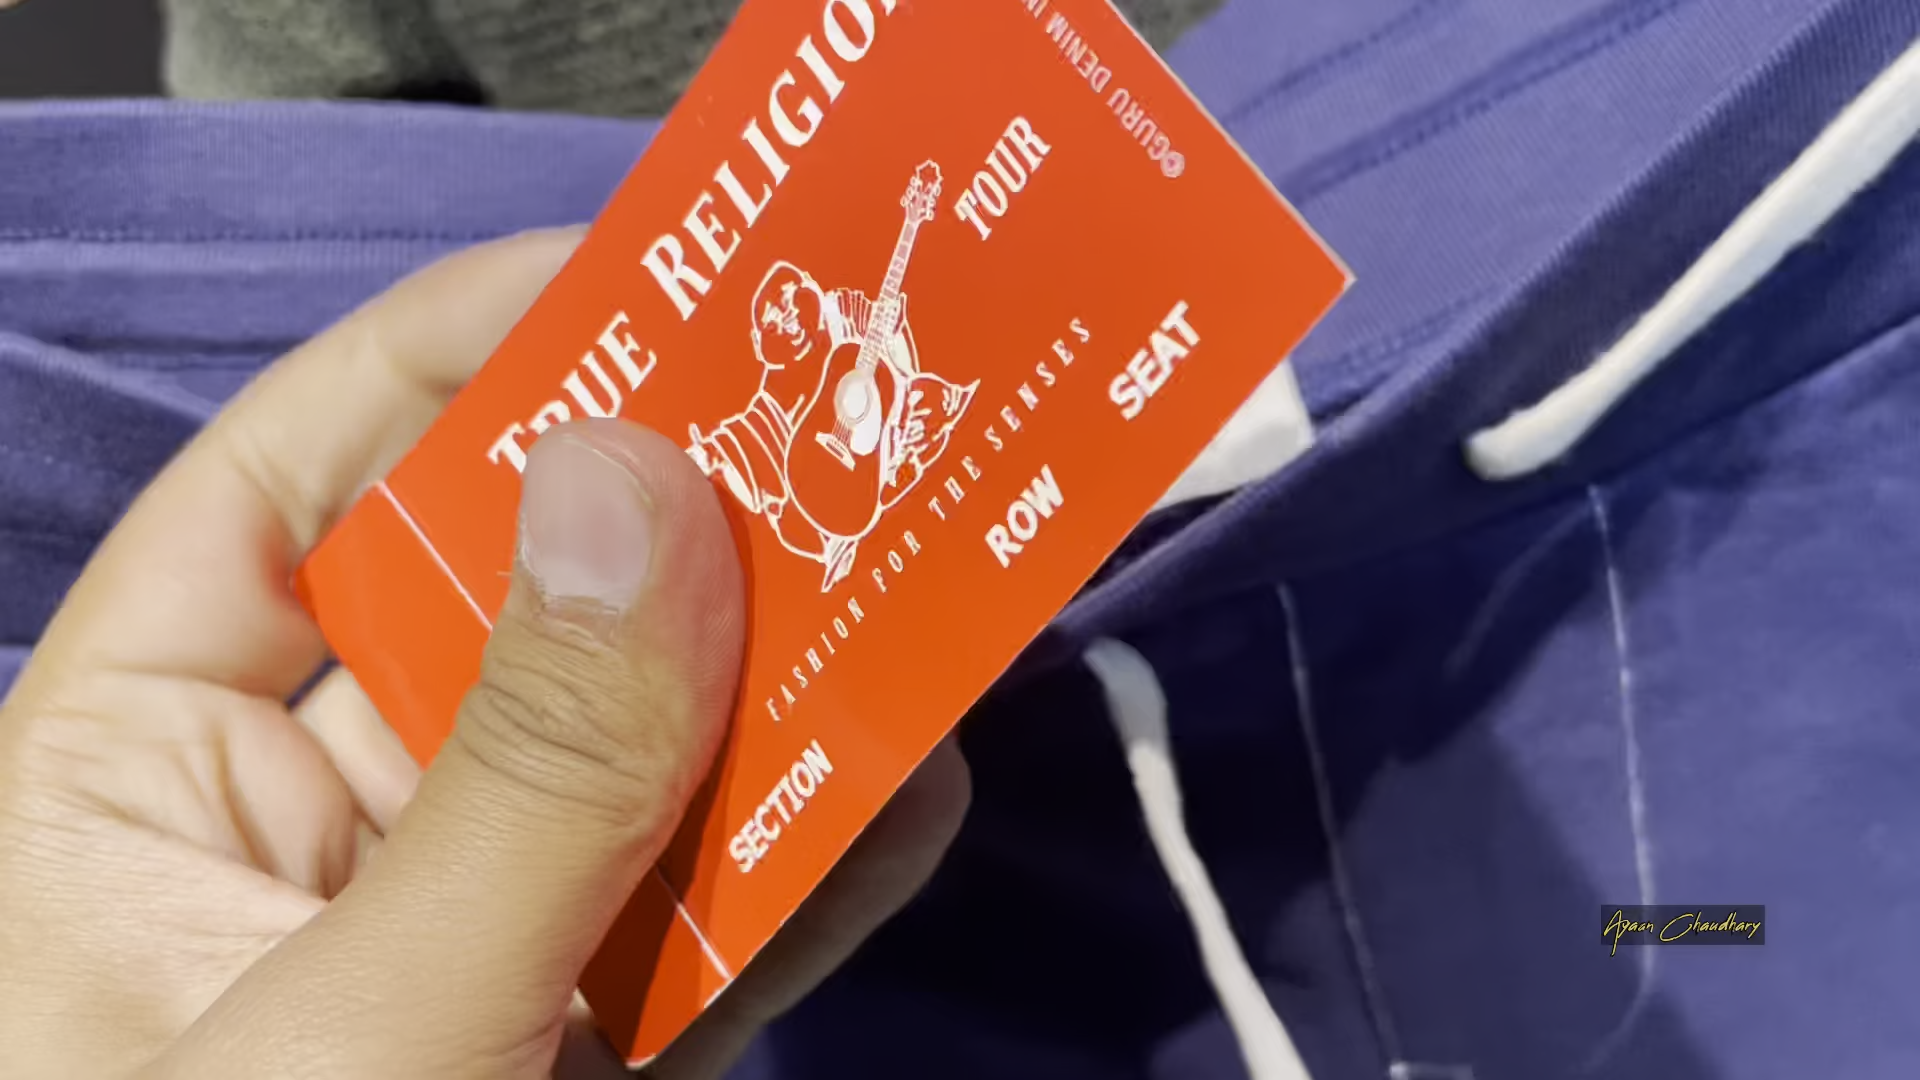 TRUE RELIGION
TOUR
©GURU DENIM
FASHION FOR THE SENSES
SECTION
ROW
SEAT
Ayaan Chaudhary